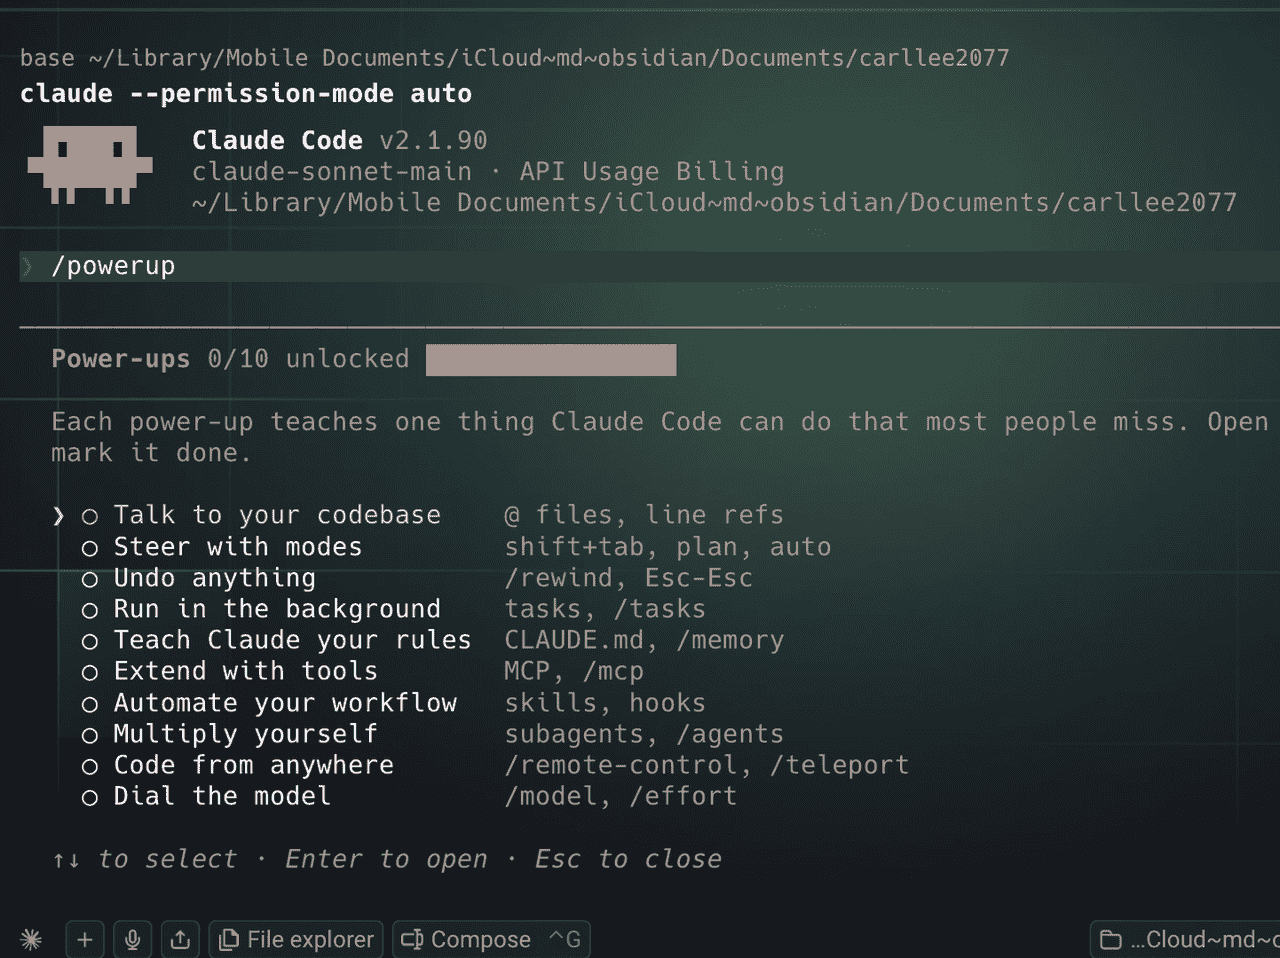 base ~/Library/Mobile Documents/iCloud~md~obsidian/Documents/carllee2077
claude --permission-mode auto
Claude Code v2.1.90
claude-sonnet-main · API Usage Billing
~/Library/Mobile Documents/iCloud~md~obsidian/Documents/carllee2077
❯ /powerup
Power-ups 0/10 unlocked
Each power-up teaches one thing Claude Code can do that most people miss. Open
mark it done.
❯ ○ Talk to your codebase @ files, line refs
○ Steer with modes shift+tab, plan, auto
○ Undo anything /rewind, Esc-Esc
○ Run in the background tasks, /tasks
○ Teach Claude your rules CLAUDE.md, /memory
○ Extend with tools MCP, /mcp
○ Automate your workflow skills, hooks
○ Multiply yourself subagents, /agents
○ Code from anywhere /remote-control, /teleport
○ Dial the model /model, /effort
↑↓ to select · Enter to open · Esc to close
File explorer Compose ^G …Cloud~md~